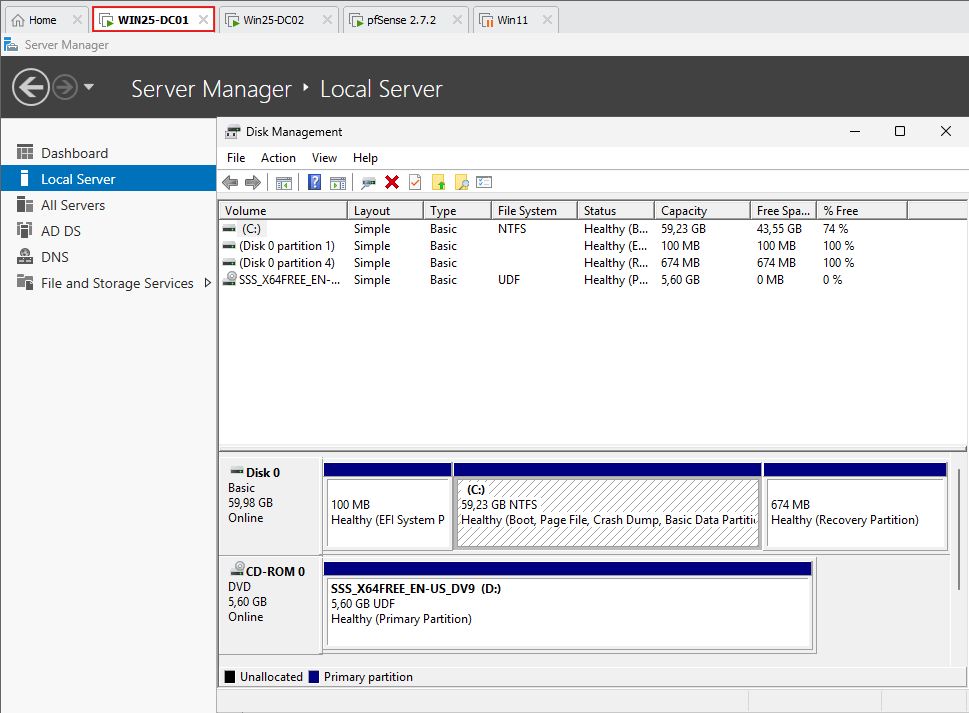 Home WIN25-DC01 Win25-DC02 pfSense 2.7.2 Win11
Server Manager
Server Manager Local Server
Dashboard
Local Server
All Servers
AD DS
DNS
File and Storage Services
Disk Management
File Action View Help
Volume Layout Type File System Status Capacity Free Spa... % Free
(C:) Simple Basic NTFS Healthy (B... 59,23 GB 43,55 GB 74 %
(Disk 0 partition 1) Simple Basic Healthy (E... 100 MB 100 MB 100 %
(Disk 0 partition 4) Simple Basic Healthy (R... 674 MB 674 MB 100 %
SSS_X64FREE_EN-... Simple Basic UDF Healthy (P... 5,60 GB 0 MB 0 %
Disk 0
Basic
59,98 GB
Online
100 MB
Healthy (EFI System P
(C:)
59,23 GB NTFS
Healthy (Boot, Page File, Crash Dump, Basic Data Partiti
674 MB
Healthy (Recovery Partition)
CD-ROM 0
DVD
5,60 GB
Online
SSS_X64FREE_EN-US_DV9 (D:)
5,60 GB UDF
Healthy (Primary Partition)
Unallocated Primary partition